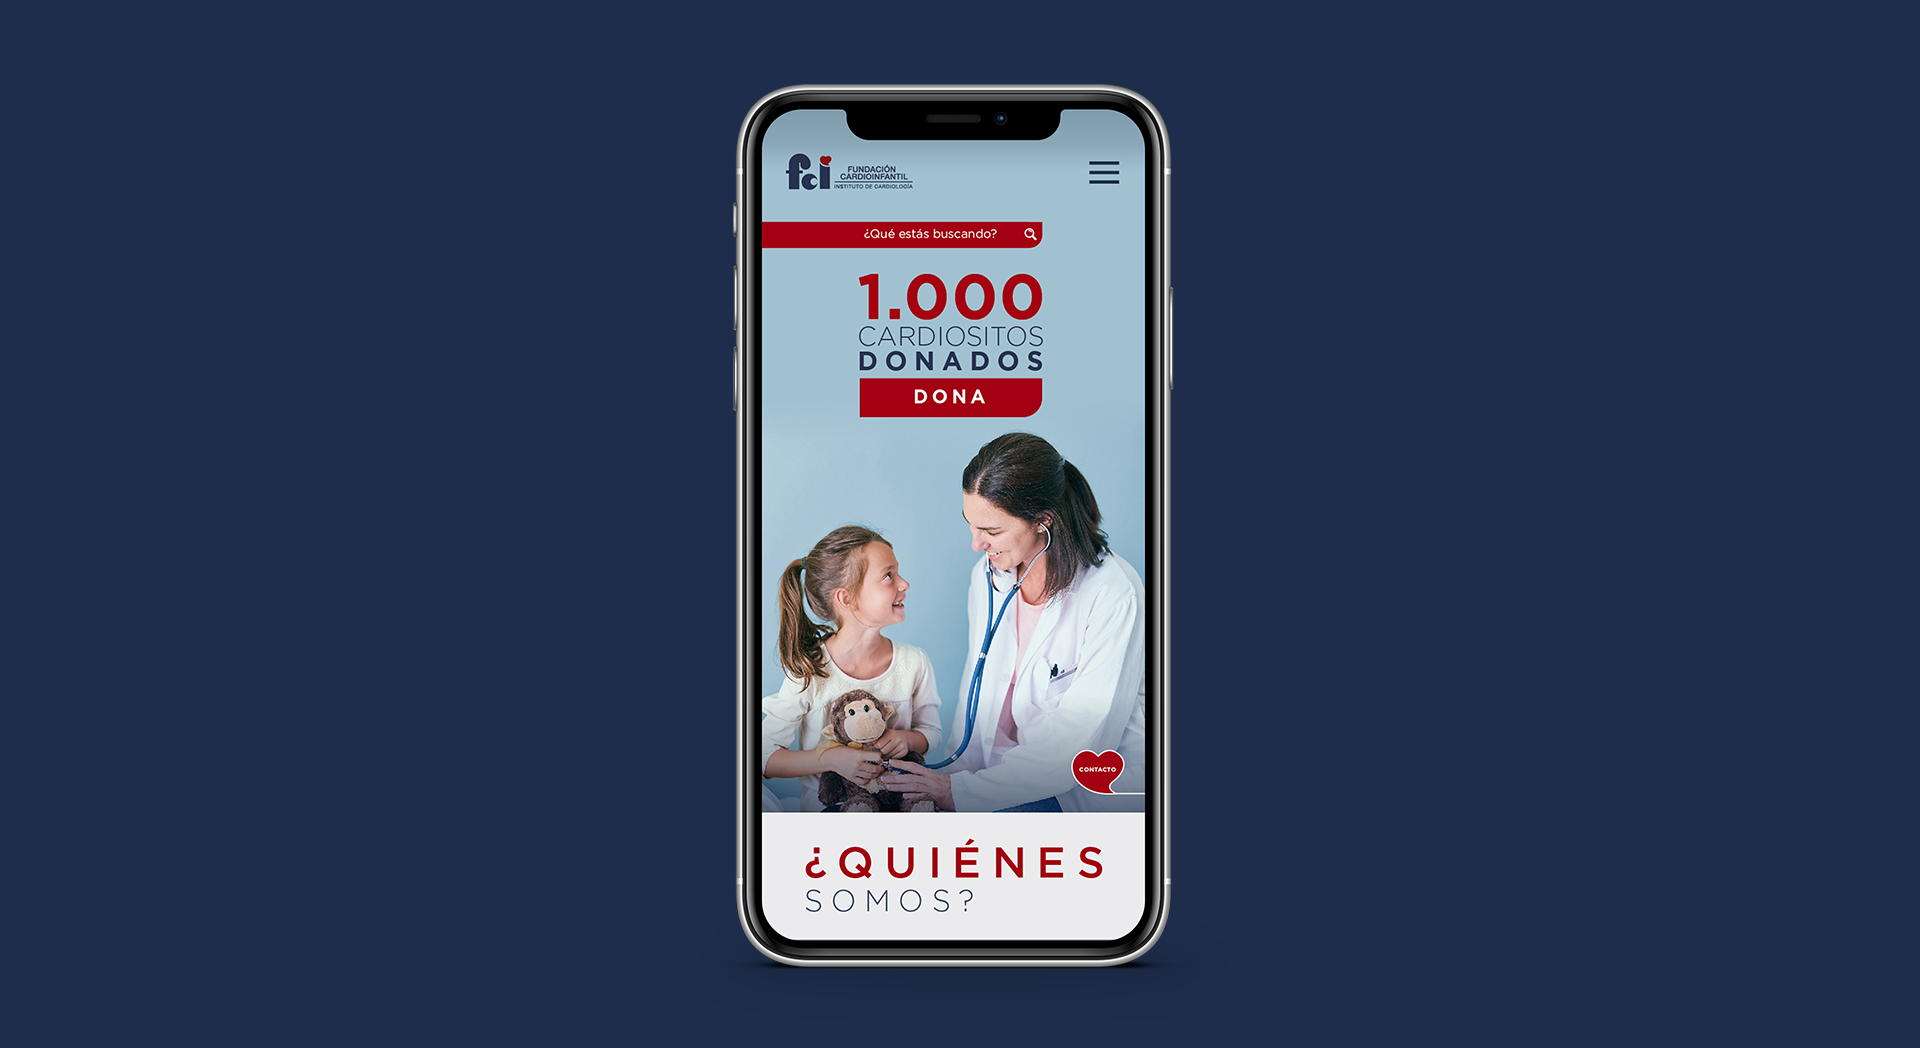 fci
FUNDACIÓN
CARDIOINFANTIL
INSTITUTO DE CARDIOLOGÍA
¿Qué estás buscando?
1.000
CARDIOSITOS
DONADOS
DONA
CONTACTO
¿QUIÉNES
SOMOS?